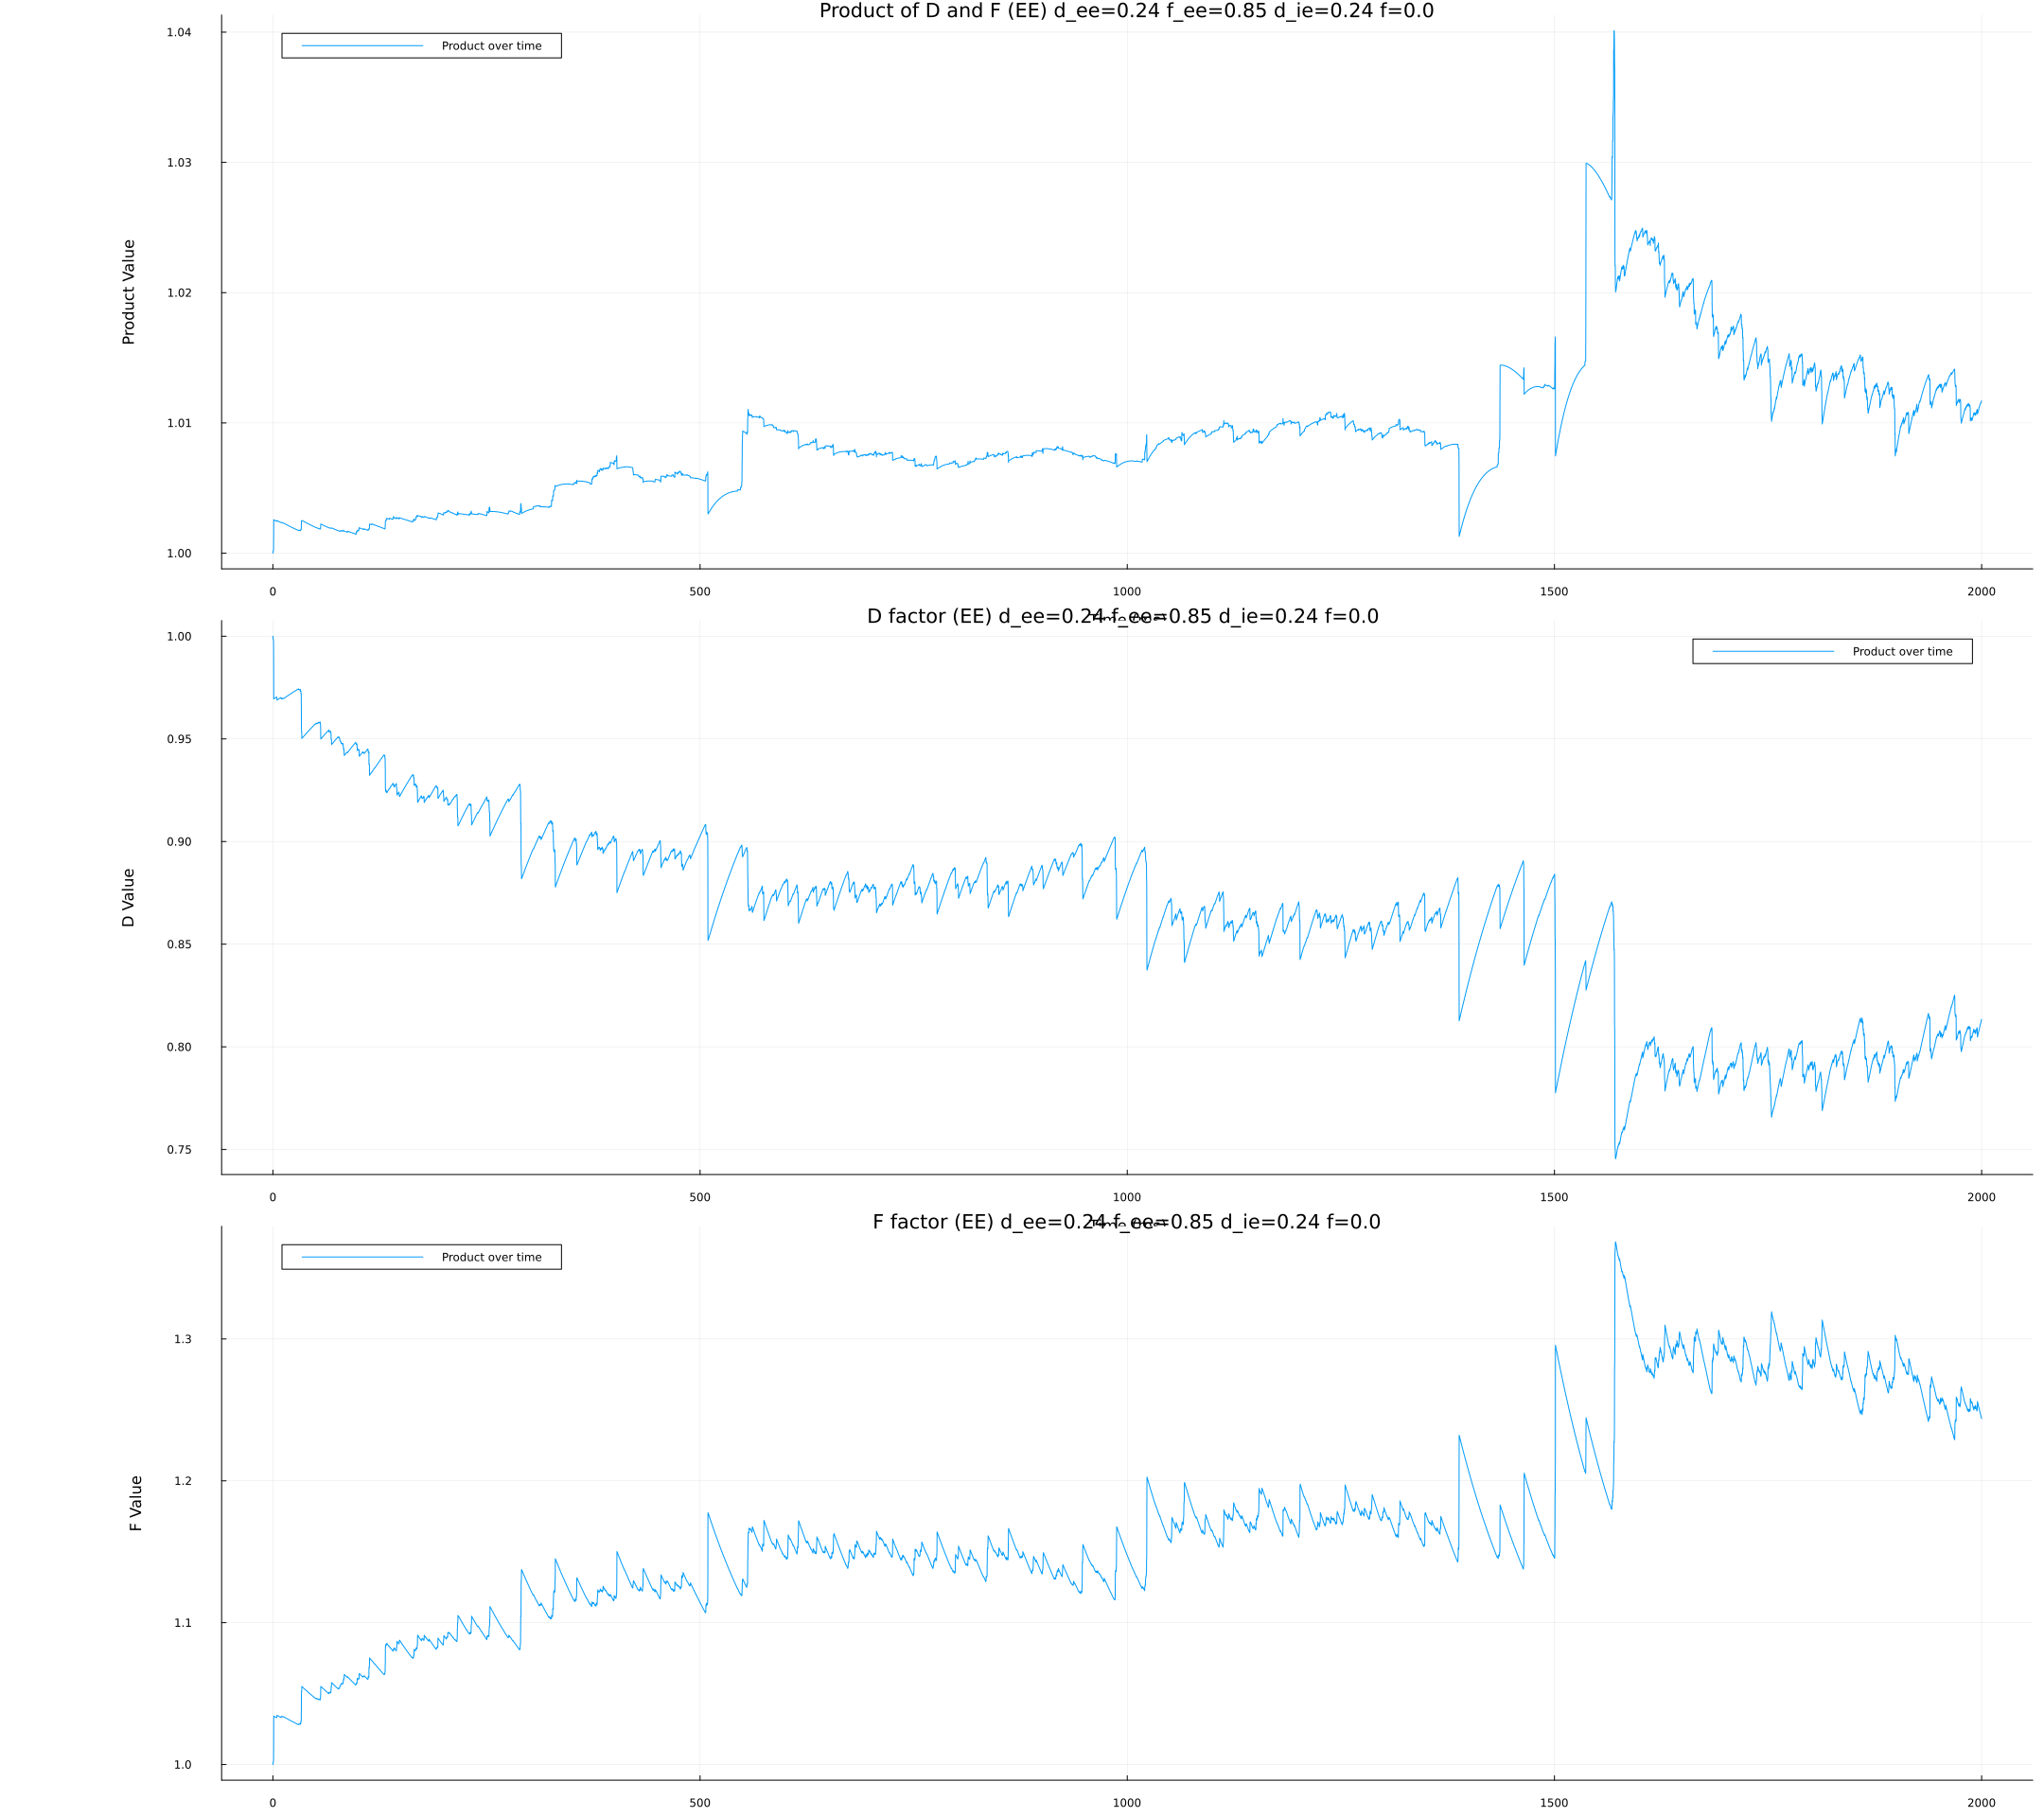 Product of D and F (EE) d_ee=0.24 f_ee=0.85 d_ie=0.24 f=0.0
Product over time
Product Value
1.04
1.03
1.02
1.01
1.00
0 500 1000 1500 2000
D factor (EE) d_ee=0.24 f_ee=0.85 d_ie=0.24 f=0.0
Product over time
D Value
1.00
0.95
0.90
0.85
0.80
0.75
0 500 1000 1500 2000
F factor (EE) d_ee=0.24 f_ee=0.85 d_ie=0.24 f=0.0
Product over time
F Value
1.3
1.2
1.1
1.0
0 500 1000 1500 2000